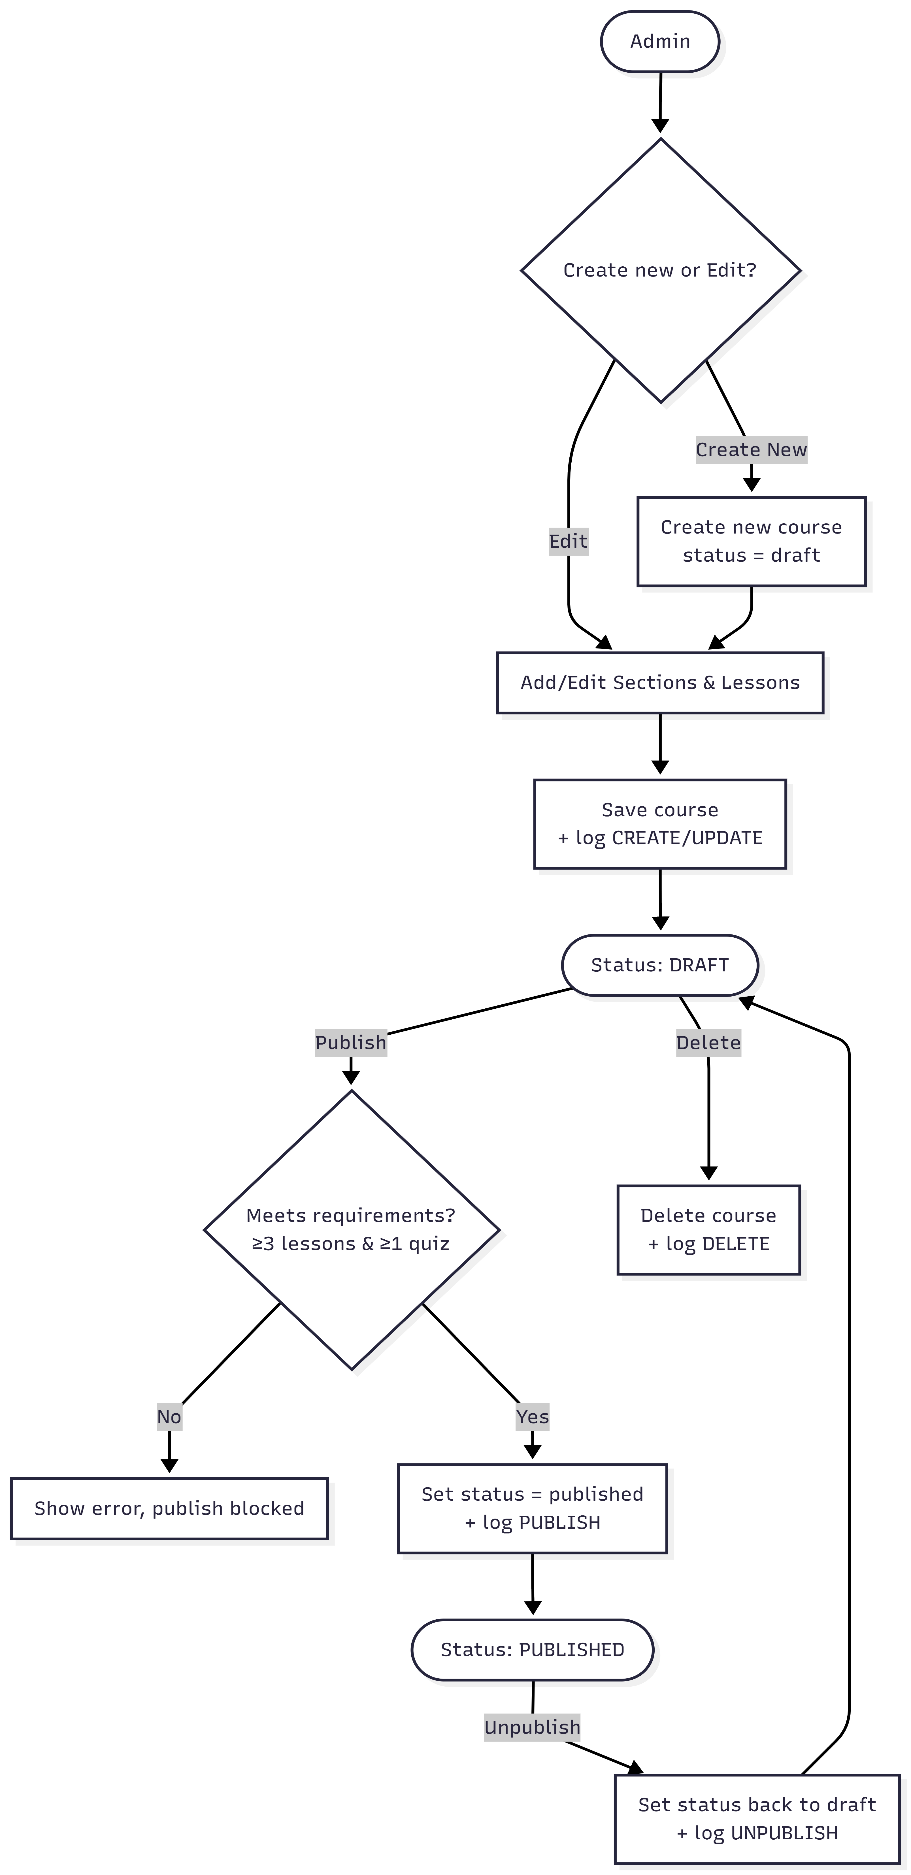 Admin
Create new or Edit?
Create New
Edit
Create new course
status = draft
Add/Edit Sections & Lessons
Save course
+ log CREATE/UPDATE
Status: DRAFT
Publish
Delete
Meets requirements?
≥3 lessons & ≥1 quiz
Delete course
+ log DELETE
No
Yes
Show error, publish blocked
Set status = published
+ log PUBLISH
Status: PUBLISHED
Unpublish
Set status back to draft
+ log UNPUBLISH